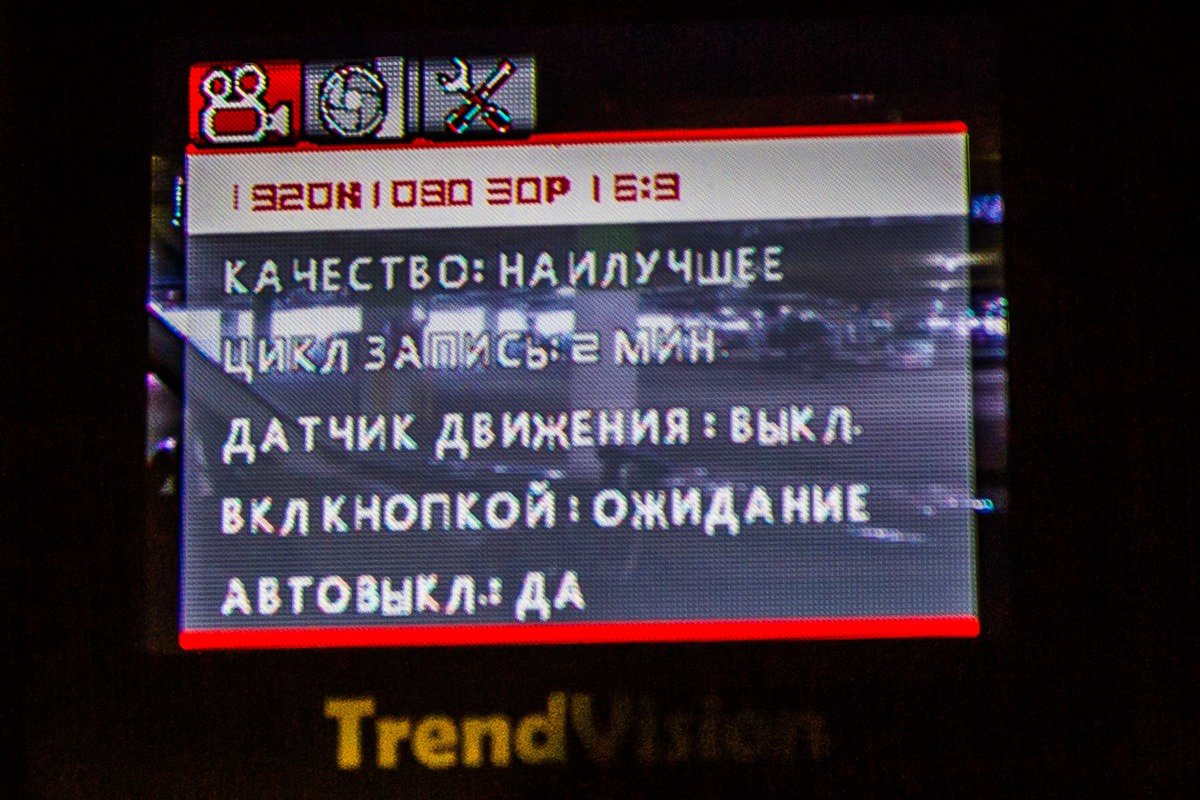 1920X1080 30P 16:9
КАЧЕСТВО: НАИЛУЧШЕЕ
ЦИКЛ ЗАПИСЬ: 2 МИН.
ДАТЧИК ДВИЖЕНИЯ : ВЫКЛ.
ВКЛ КНОПКОЙ : ОЖИДАНИЕ
АВТОВЫКЛ.: ДА
TrendVision